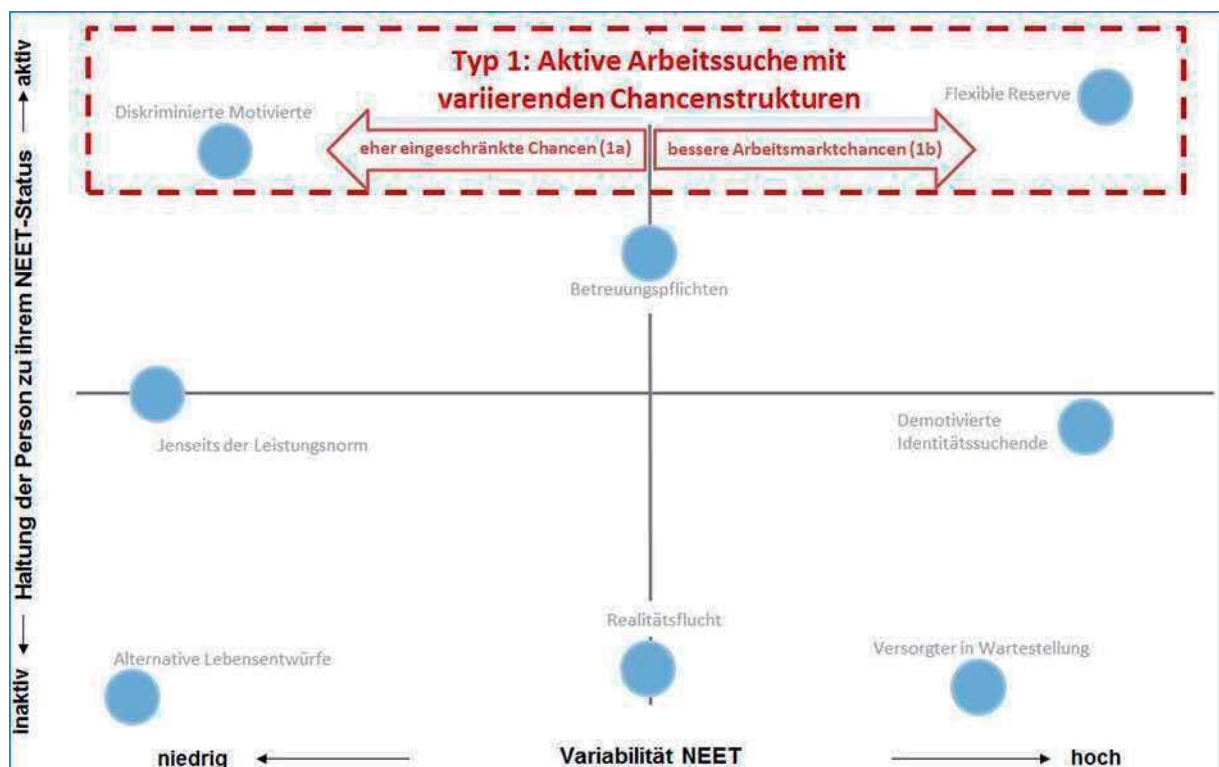 Typ 1: Aktive Arbeitssuche mit
variierenden Chancenstrukturen
Diskriminierte Motivierte
Flexible Reserve
eher eingeschränkte Chancen (1a)
bessere Arbeitsmarktchancen (1b)
Betreuungspflichten
Jenseits der Leistungsnorm
Demotivierte
Identitätssuchende
Realitätsflucht
Alternative Lebensentwürfe
Versorgter in Wartestellung
inaktiv
Haltung der Person zu ihrem NEET-Status
aktiv
niedrig
Variabilität NEET
hoch